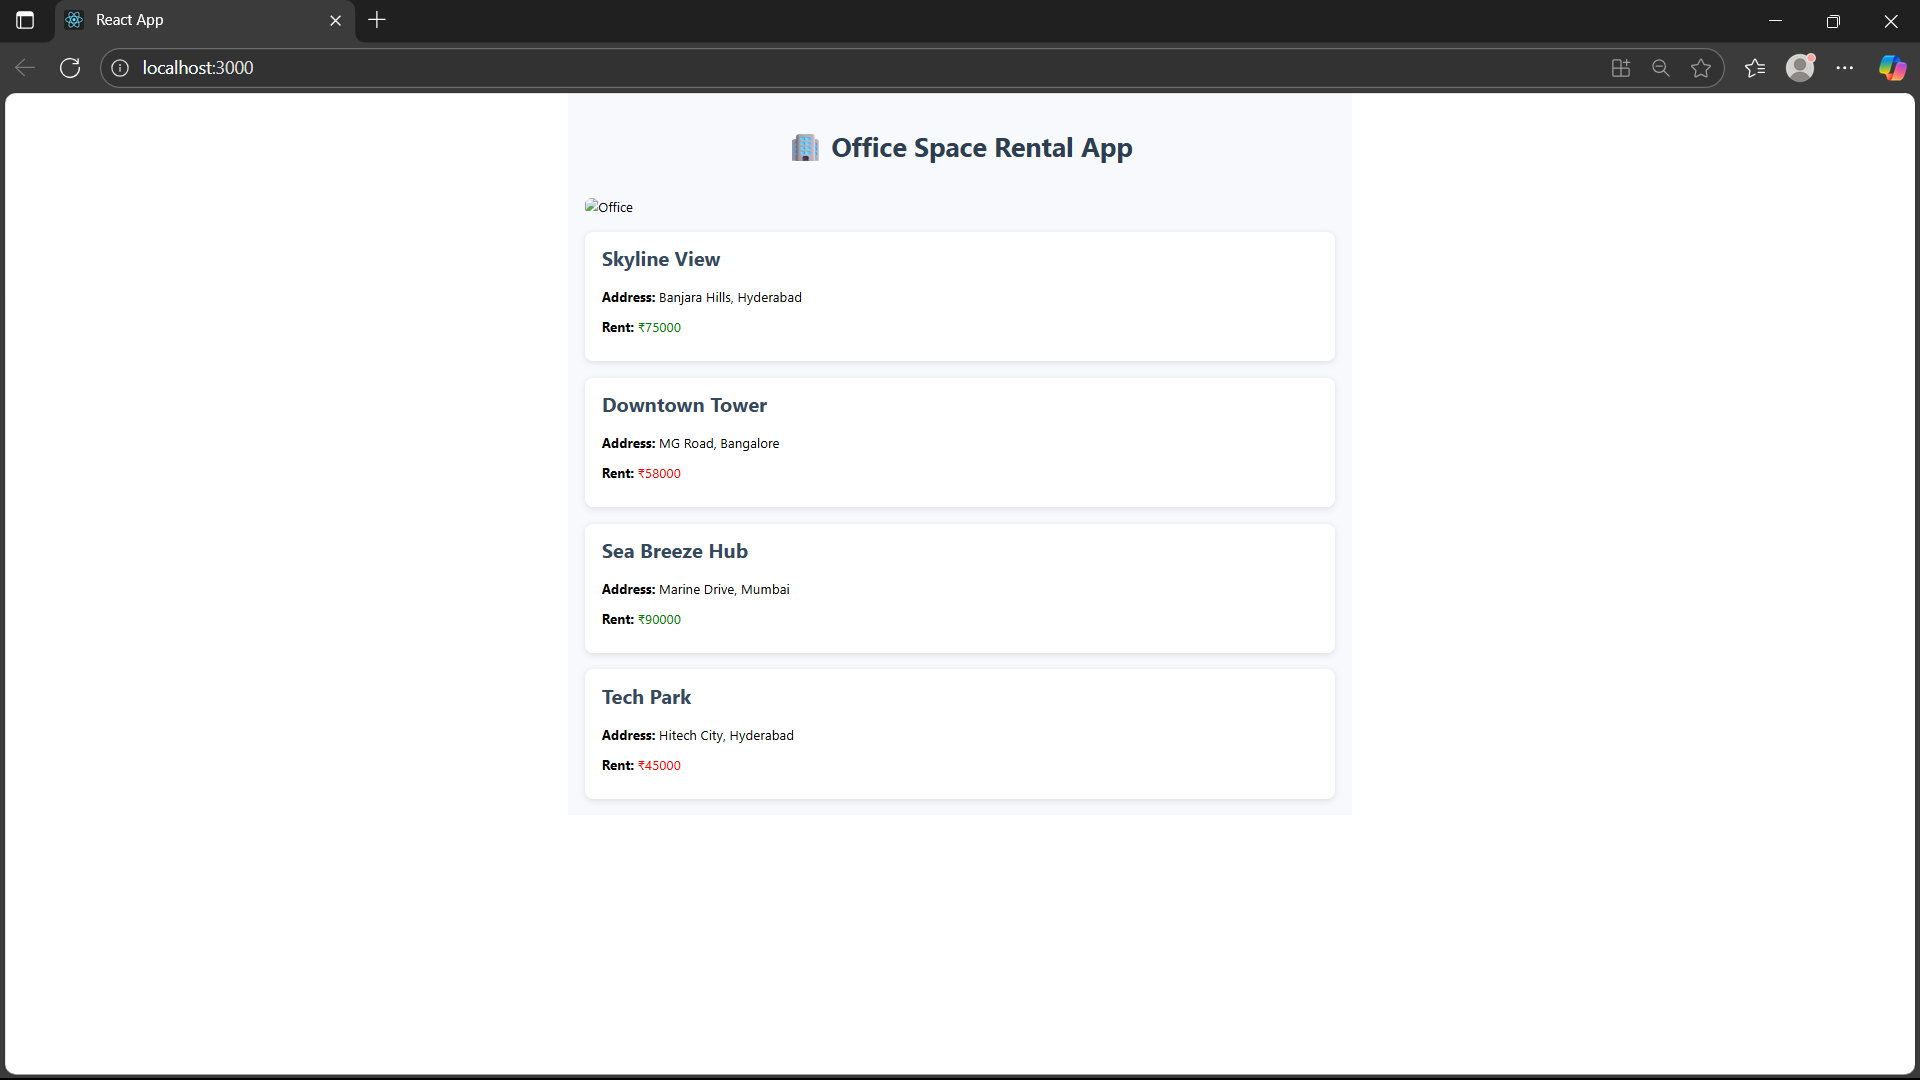 React App
localhost:3000
🏢 Office Space Rental App
Office
Skyline View
Address: Banjara Hills, Hyderabad
Rent: ₹75000
Downtown Tower
Address: MG Road, Bangalore
Rent: ₹58000
Sea Breeze Hub
Address: Marine Drive, Mumbai
Rent: ₹90000
Tech Park
Address: Hitech City, Hyderabad
Rent: ₹45000